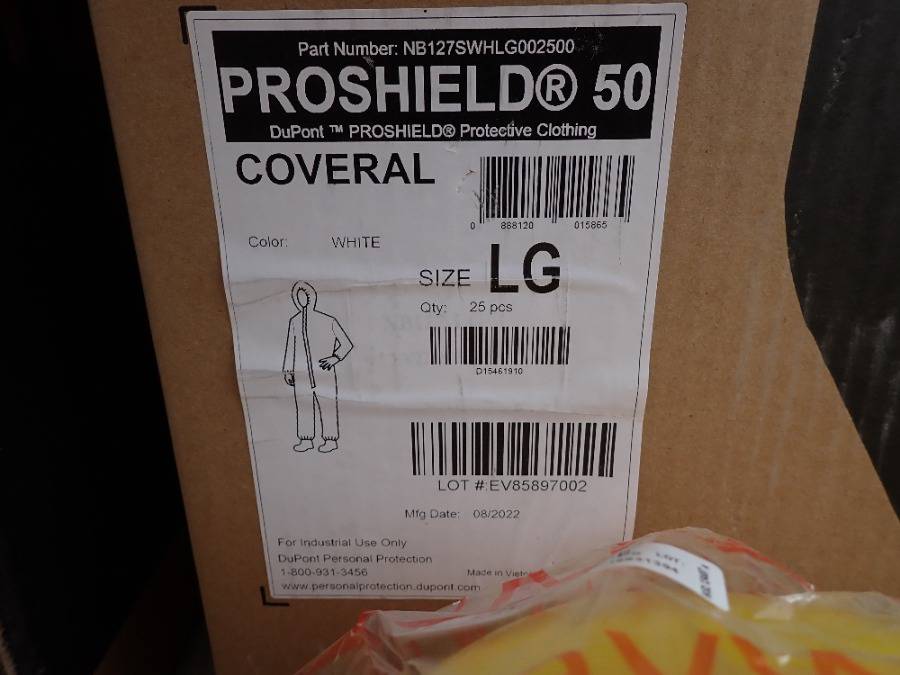 Part Number: NB127SWHLG002500
PROSHIELD® 50
DuPont ™ PROSHIELD® Protective Clothing
COVERAL
0 888120 015865
Color: WHITE
SIZE LG
Qty: 25 pcs
D15461910
LOT #:EV85897002
Mfg Date: 08/2022
For Industrial Use Only
DuPont Personal Protection
1-800-931-3456
Made in
www.personalprotection.dupont.com
LOT: